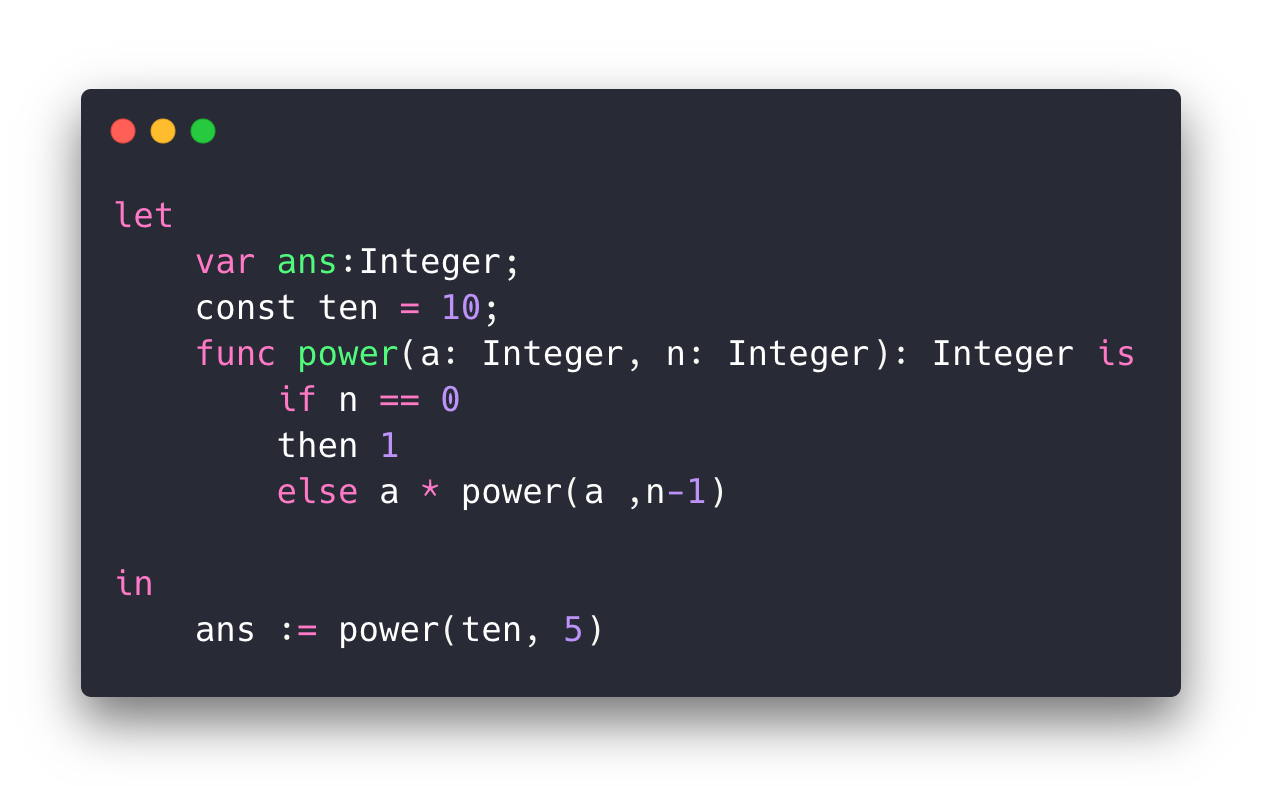 let
    var ans:Integer;
    const ten = 10;
    func power(a: Integer, n: Integer): Integer is
        if n == 0
        then 1
        else a * power(a ,n-1)

in
    ans := power(ten, 5)